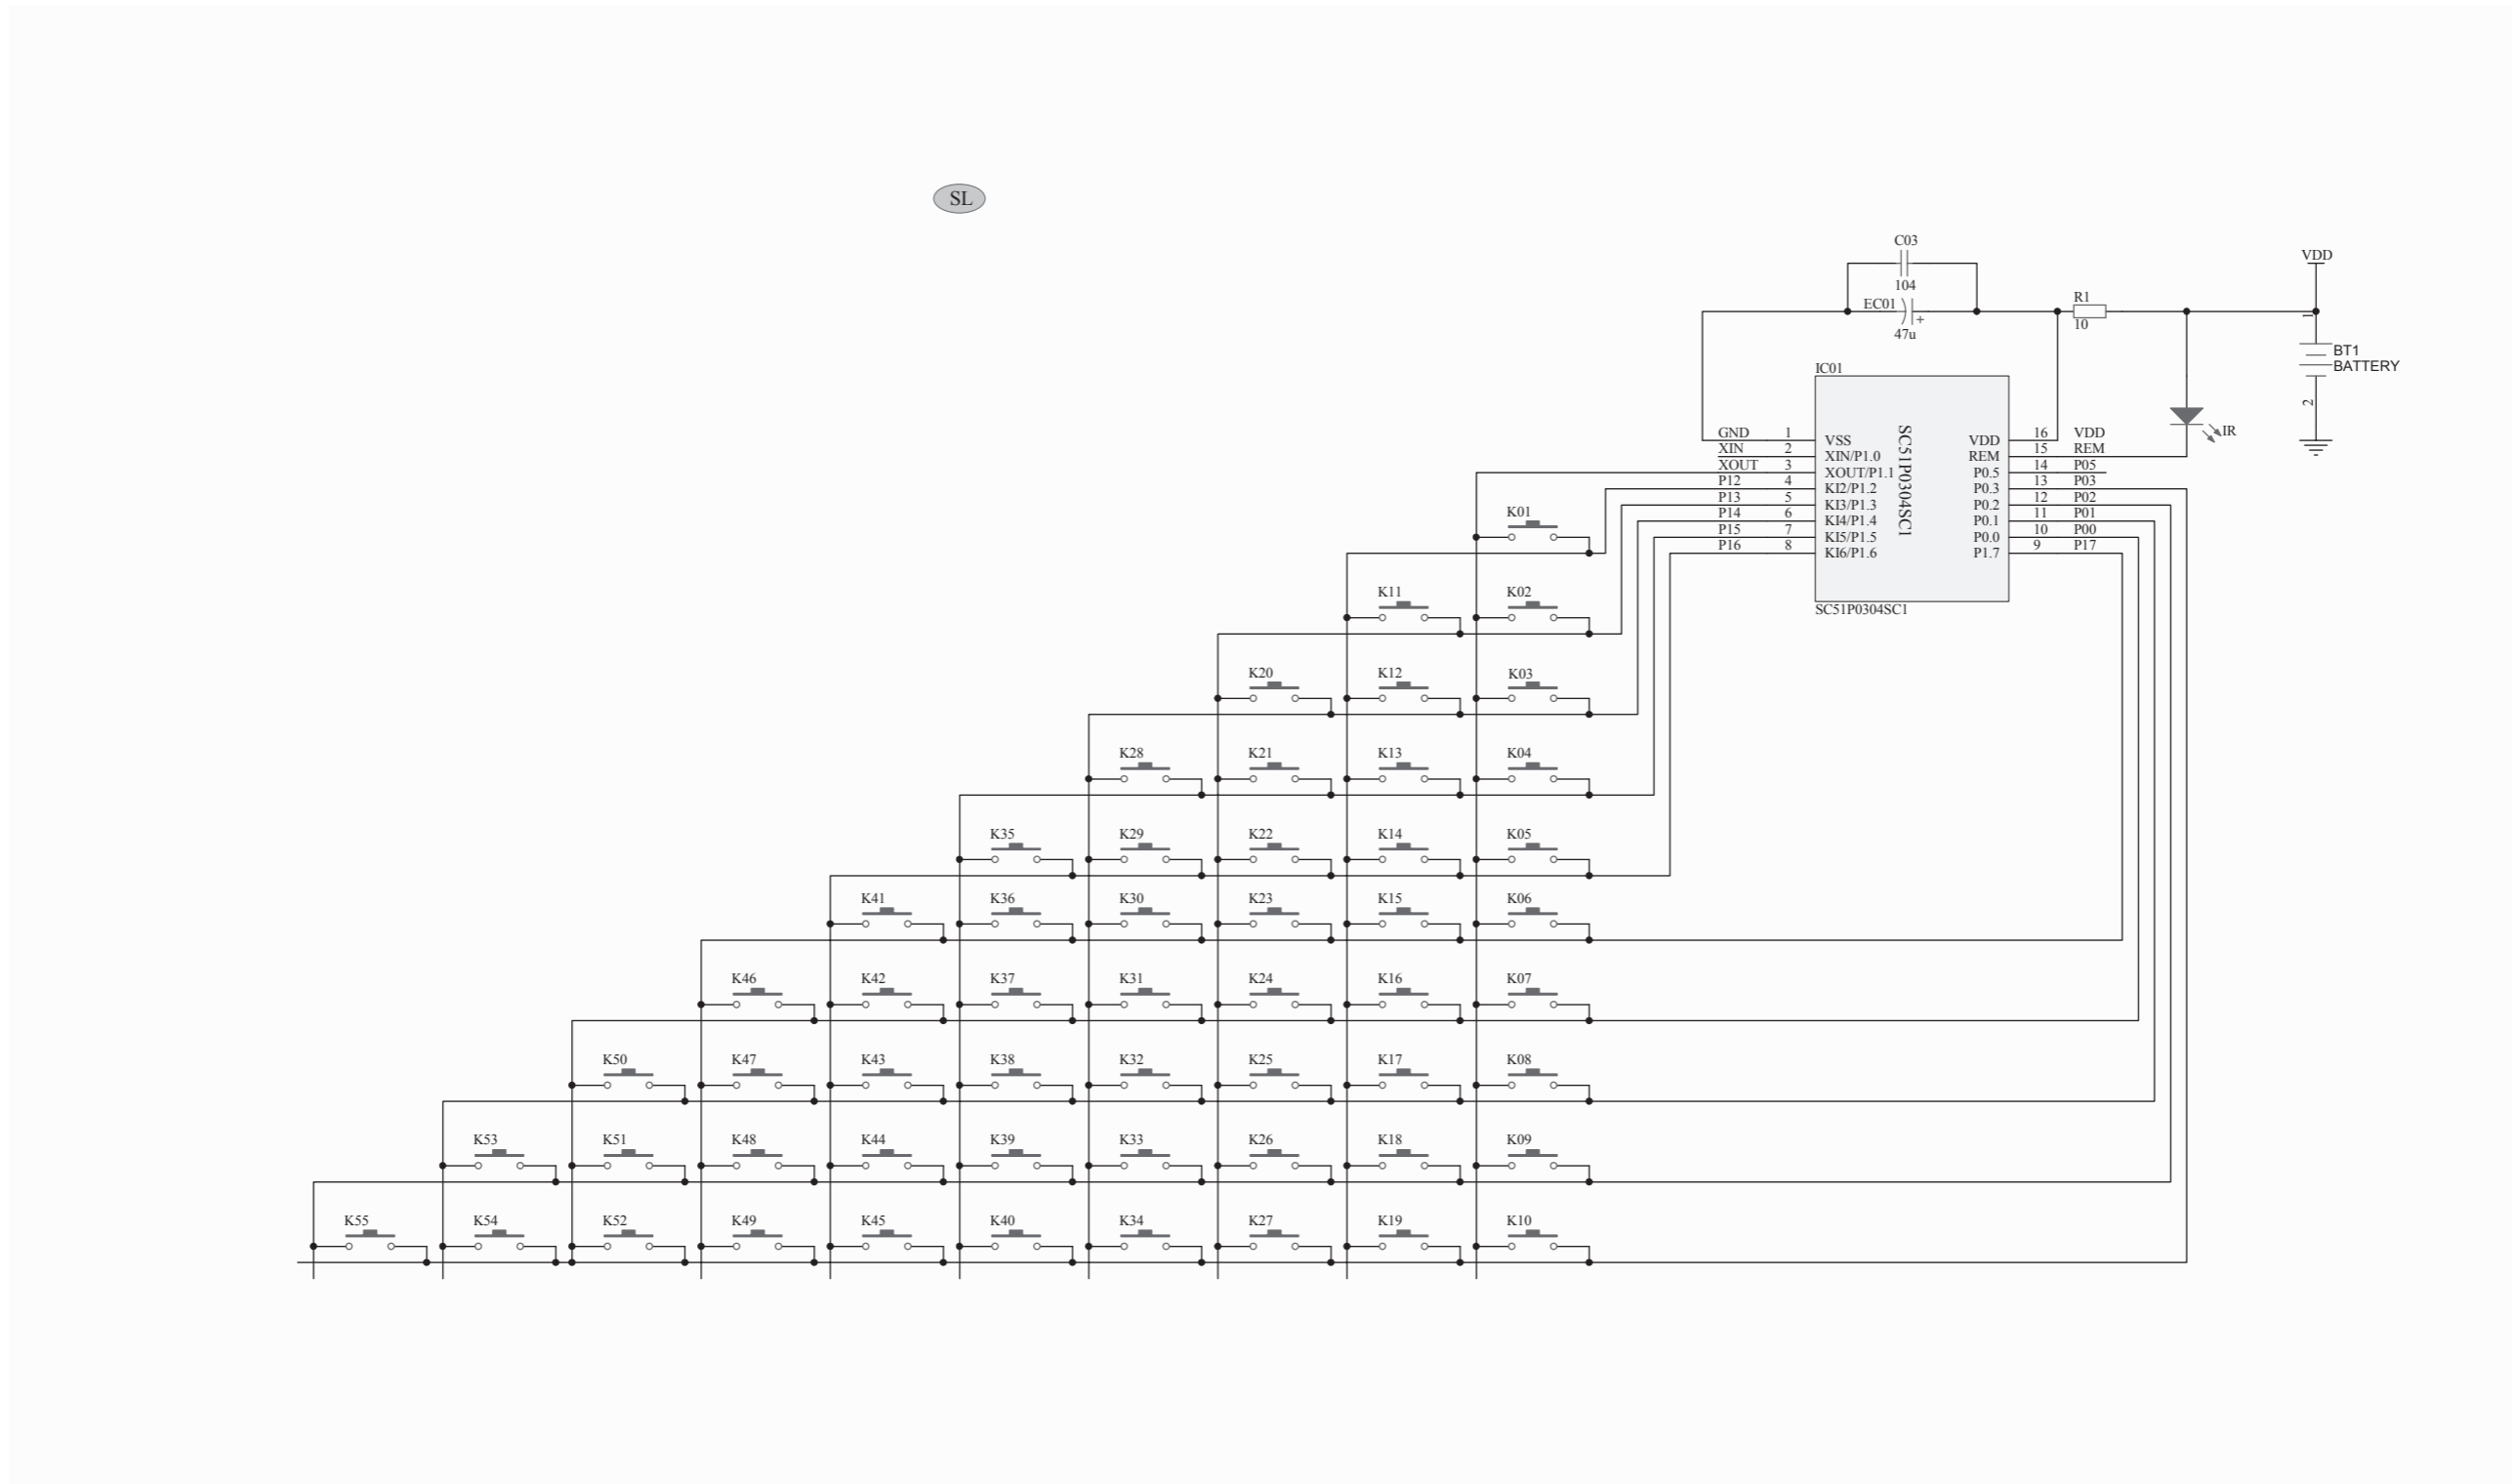 SL
C03
104
EC01
47u
R1
10
VDD
1
BT1
BATTERY
2
IR
IC01
GND 1 VSS VDD 16 VDD
XIN 2 XIN/P1.0 REM 15 REM
XOUT 3 XOUT/P1.1 P0.5 14 P05
P12 4 KI2/P1.2 P0.3 13 P03
P13 5 KI3/P1.3 P0.2 12 P02
P14 6 KI4/P1.4 P0.1 11 P01
P15 7 KI5/P1.5 P0.0 10 P00
P16 8 KI6/P1.6 P1.7 9 P17
SC51P0304SC1
SC51P0304SC1
K01
K11 K02
K20 K12 K03
K28 K21 K13 K04
K35 K29 K22 K14 K05
K41 K36 K30 K23 K15 K06
K46 K42 K37 K31 K24 K16 K07
K50 K47 K43 K38 K32 K25 K17 K08
K53 K51 K48 K44 K39 K33 K26 K18 K09
K55 K54 K52 K49 K45 K40 K34 K27 K19 K10